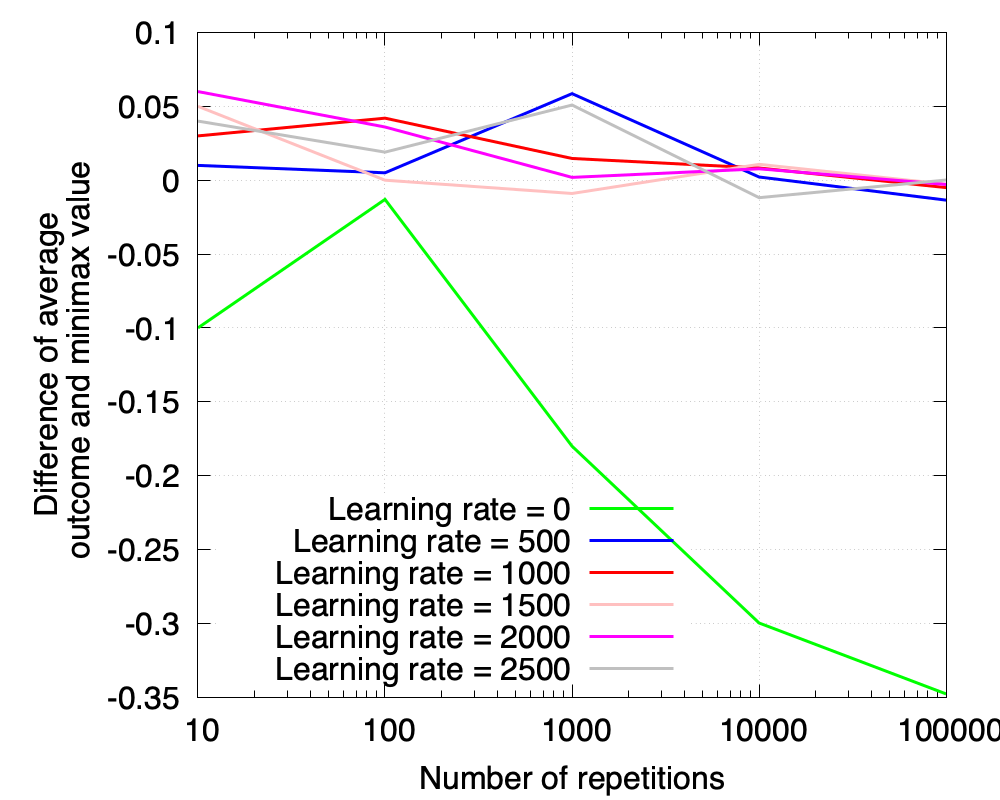 0.1
0.05
0
-0.05
-0.1
-0.15
-0.2
-0.25
-0.3
-0.35
Difference of average
outcome and minimax value
Learning rate = 0
Learning rate = 500
Learning rate = 1000
Learning rate = 1500
Learning rate = 2000
Learning rate = 2500
10 100 1000 10000 100000
Number of repetitions